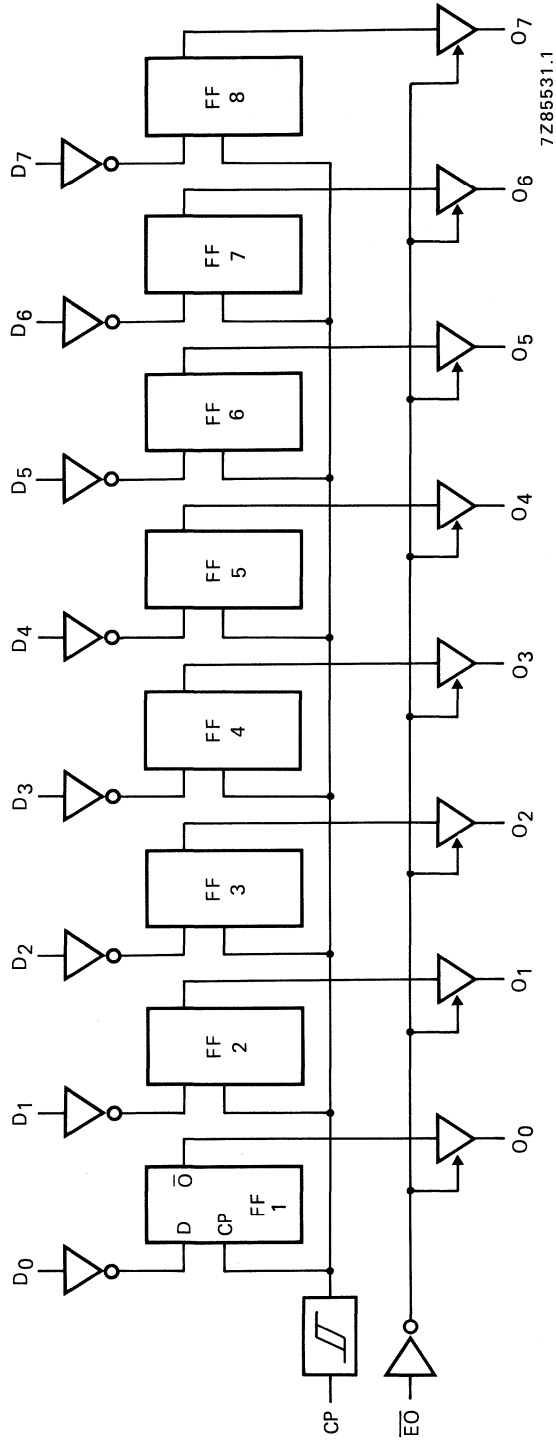 D0 D1 D2 D3 D4 D5 D6 D7
D O̅
CP
FF
1
FF
2
FF
3
FF
4
FF
5
FF
6
FF
7
FF
8
CP
E̅O̅
O0 O1 O2 O3 O4 O5 O6 O7
7Z85531.1